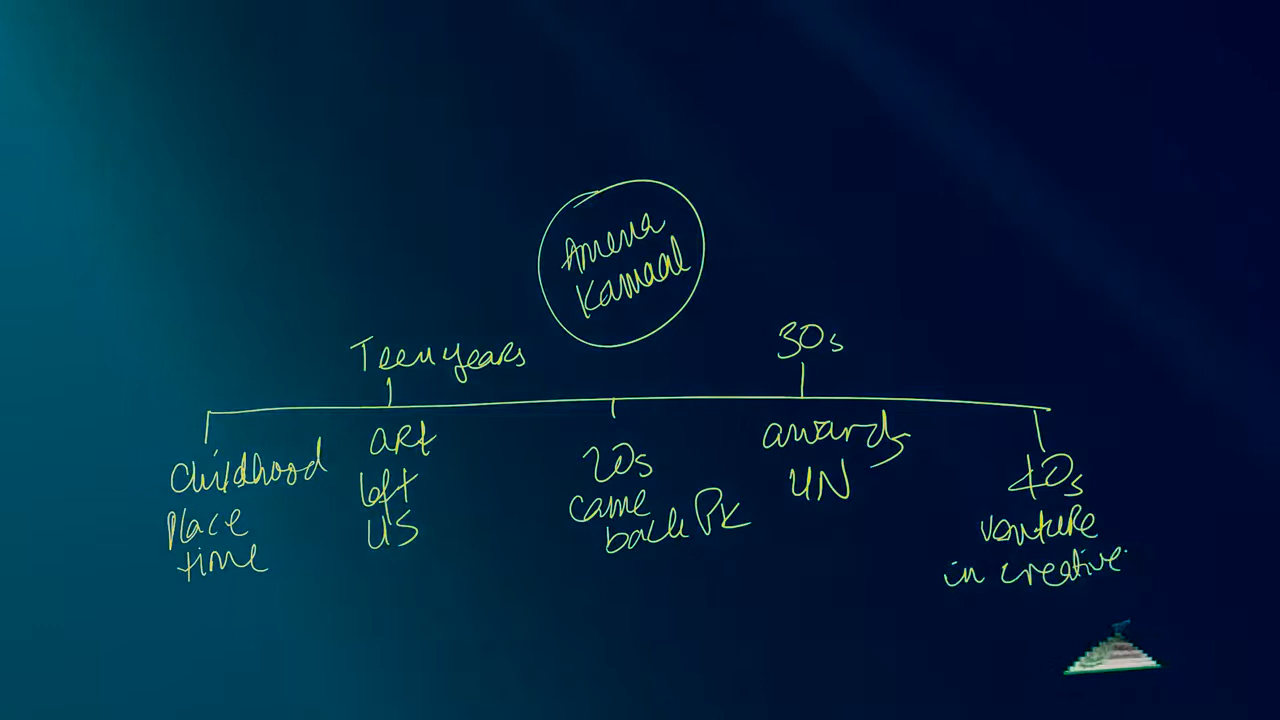 Amena
Kamaal
Teen years
30s
Childhood
Place
time
art
left
US
20s
came
back Pk
awards
UN
40s
venture
in creative